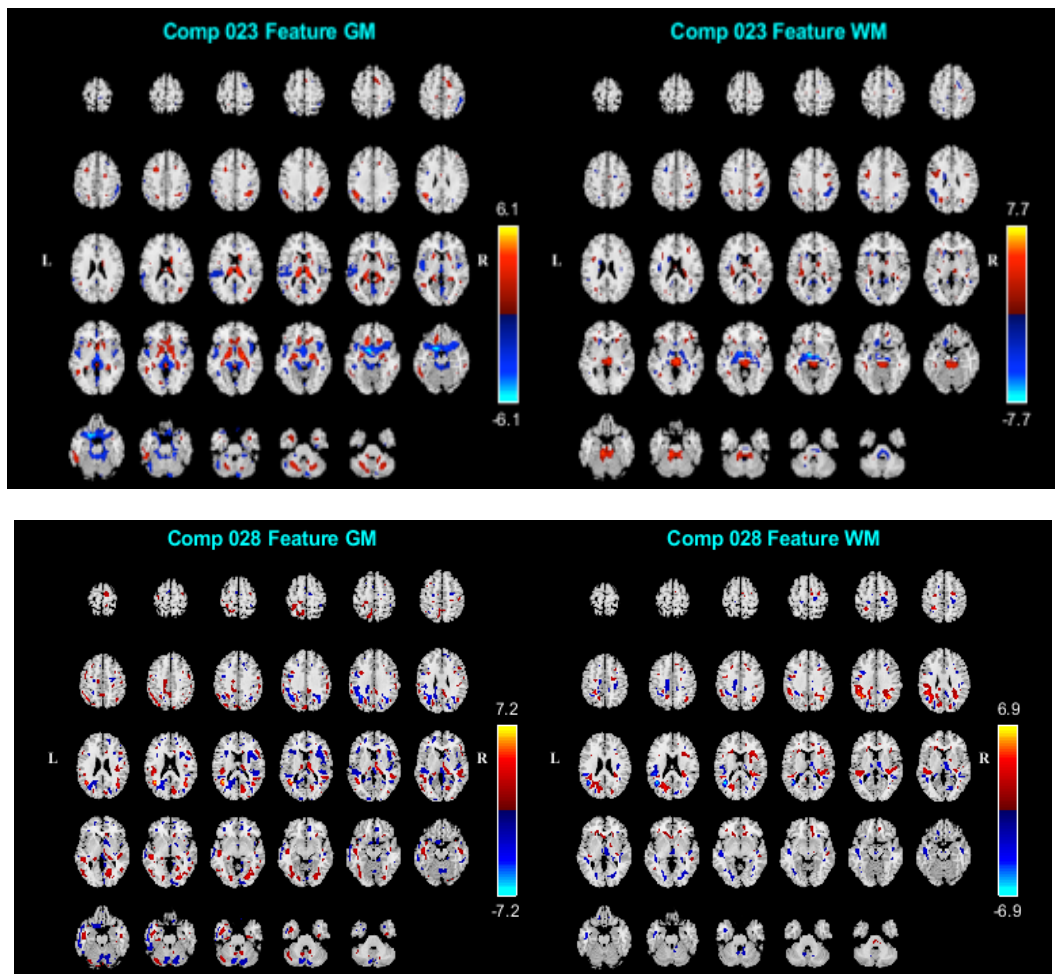 Comp 023 Feature GM
Comp 023 Feature WM
6.1
7.7
L
R
L
R
-6.1
-7.7
Comp 028 Feature GM
Comp 028 Feature WM
7.2
6.9
L
R
L
R
-7.2
-6.9